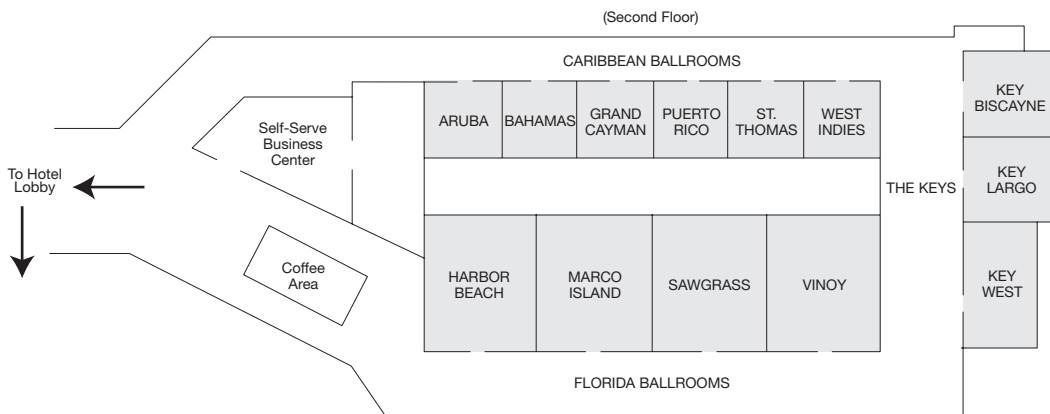 (Second Floor)
CARIBBEAN BALLROOMS
ARUBA
BAHAMAS
GRAND
CAYMAN
PUERTO
RICO
ST.
THOMAS
WEST
INDIES
KEY
BISCAYNE
Self-Serve
Business
Center
To Hotel
Lobby
THE KEYS
KEY
LARGO
Coffee
Area
HARBOR
BEACH
MARCO
ISLAND
SAWGRASS
VINOY
KEY
WEST
FLORIDA BALLROOMS